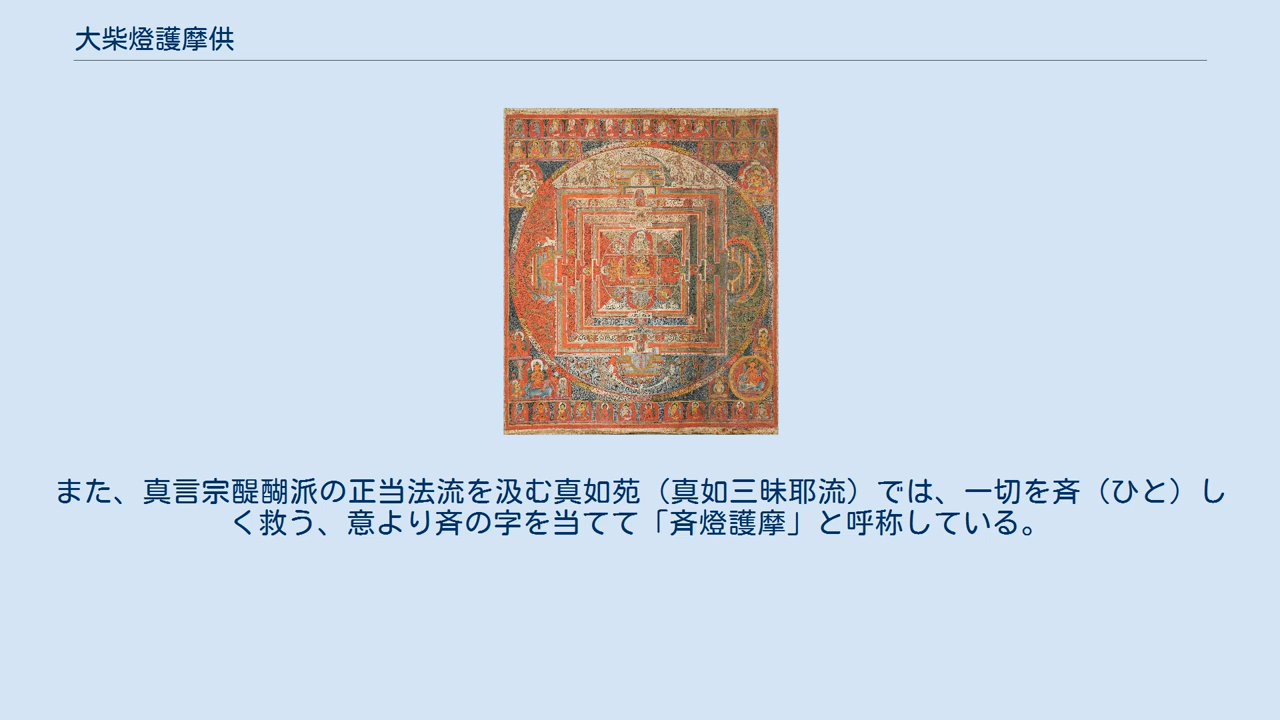 大柴燈護摩供
また、真言宗醍醐派の正当法流を汲む真如苑（真如三昧耶流）では、一切を斉（ひと）し
く救う、意より斉の字を当てて「斉燈護摩」と呼称している。